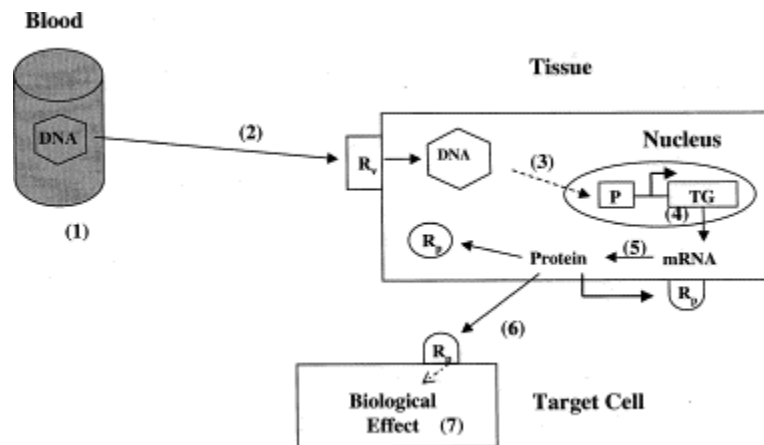 Blood
Tissue
DNA
(2)
(1)
Rv
DNA
(3)
Nucleus
P
TG
(4)
Rp
Protein
(5)
mRNA
Rp
(6)
Rp
Biological
Effect (7)
Target Cell